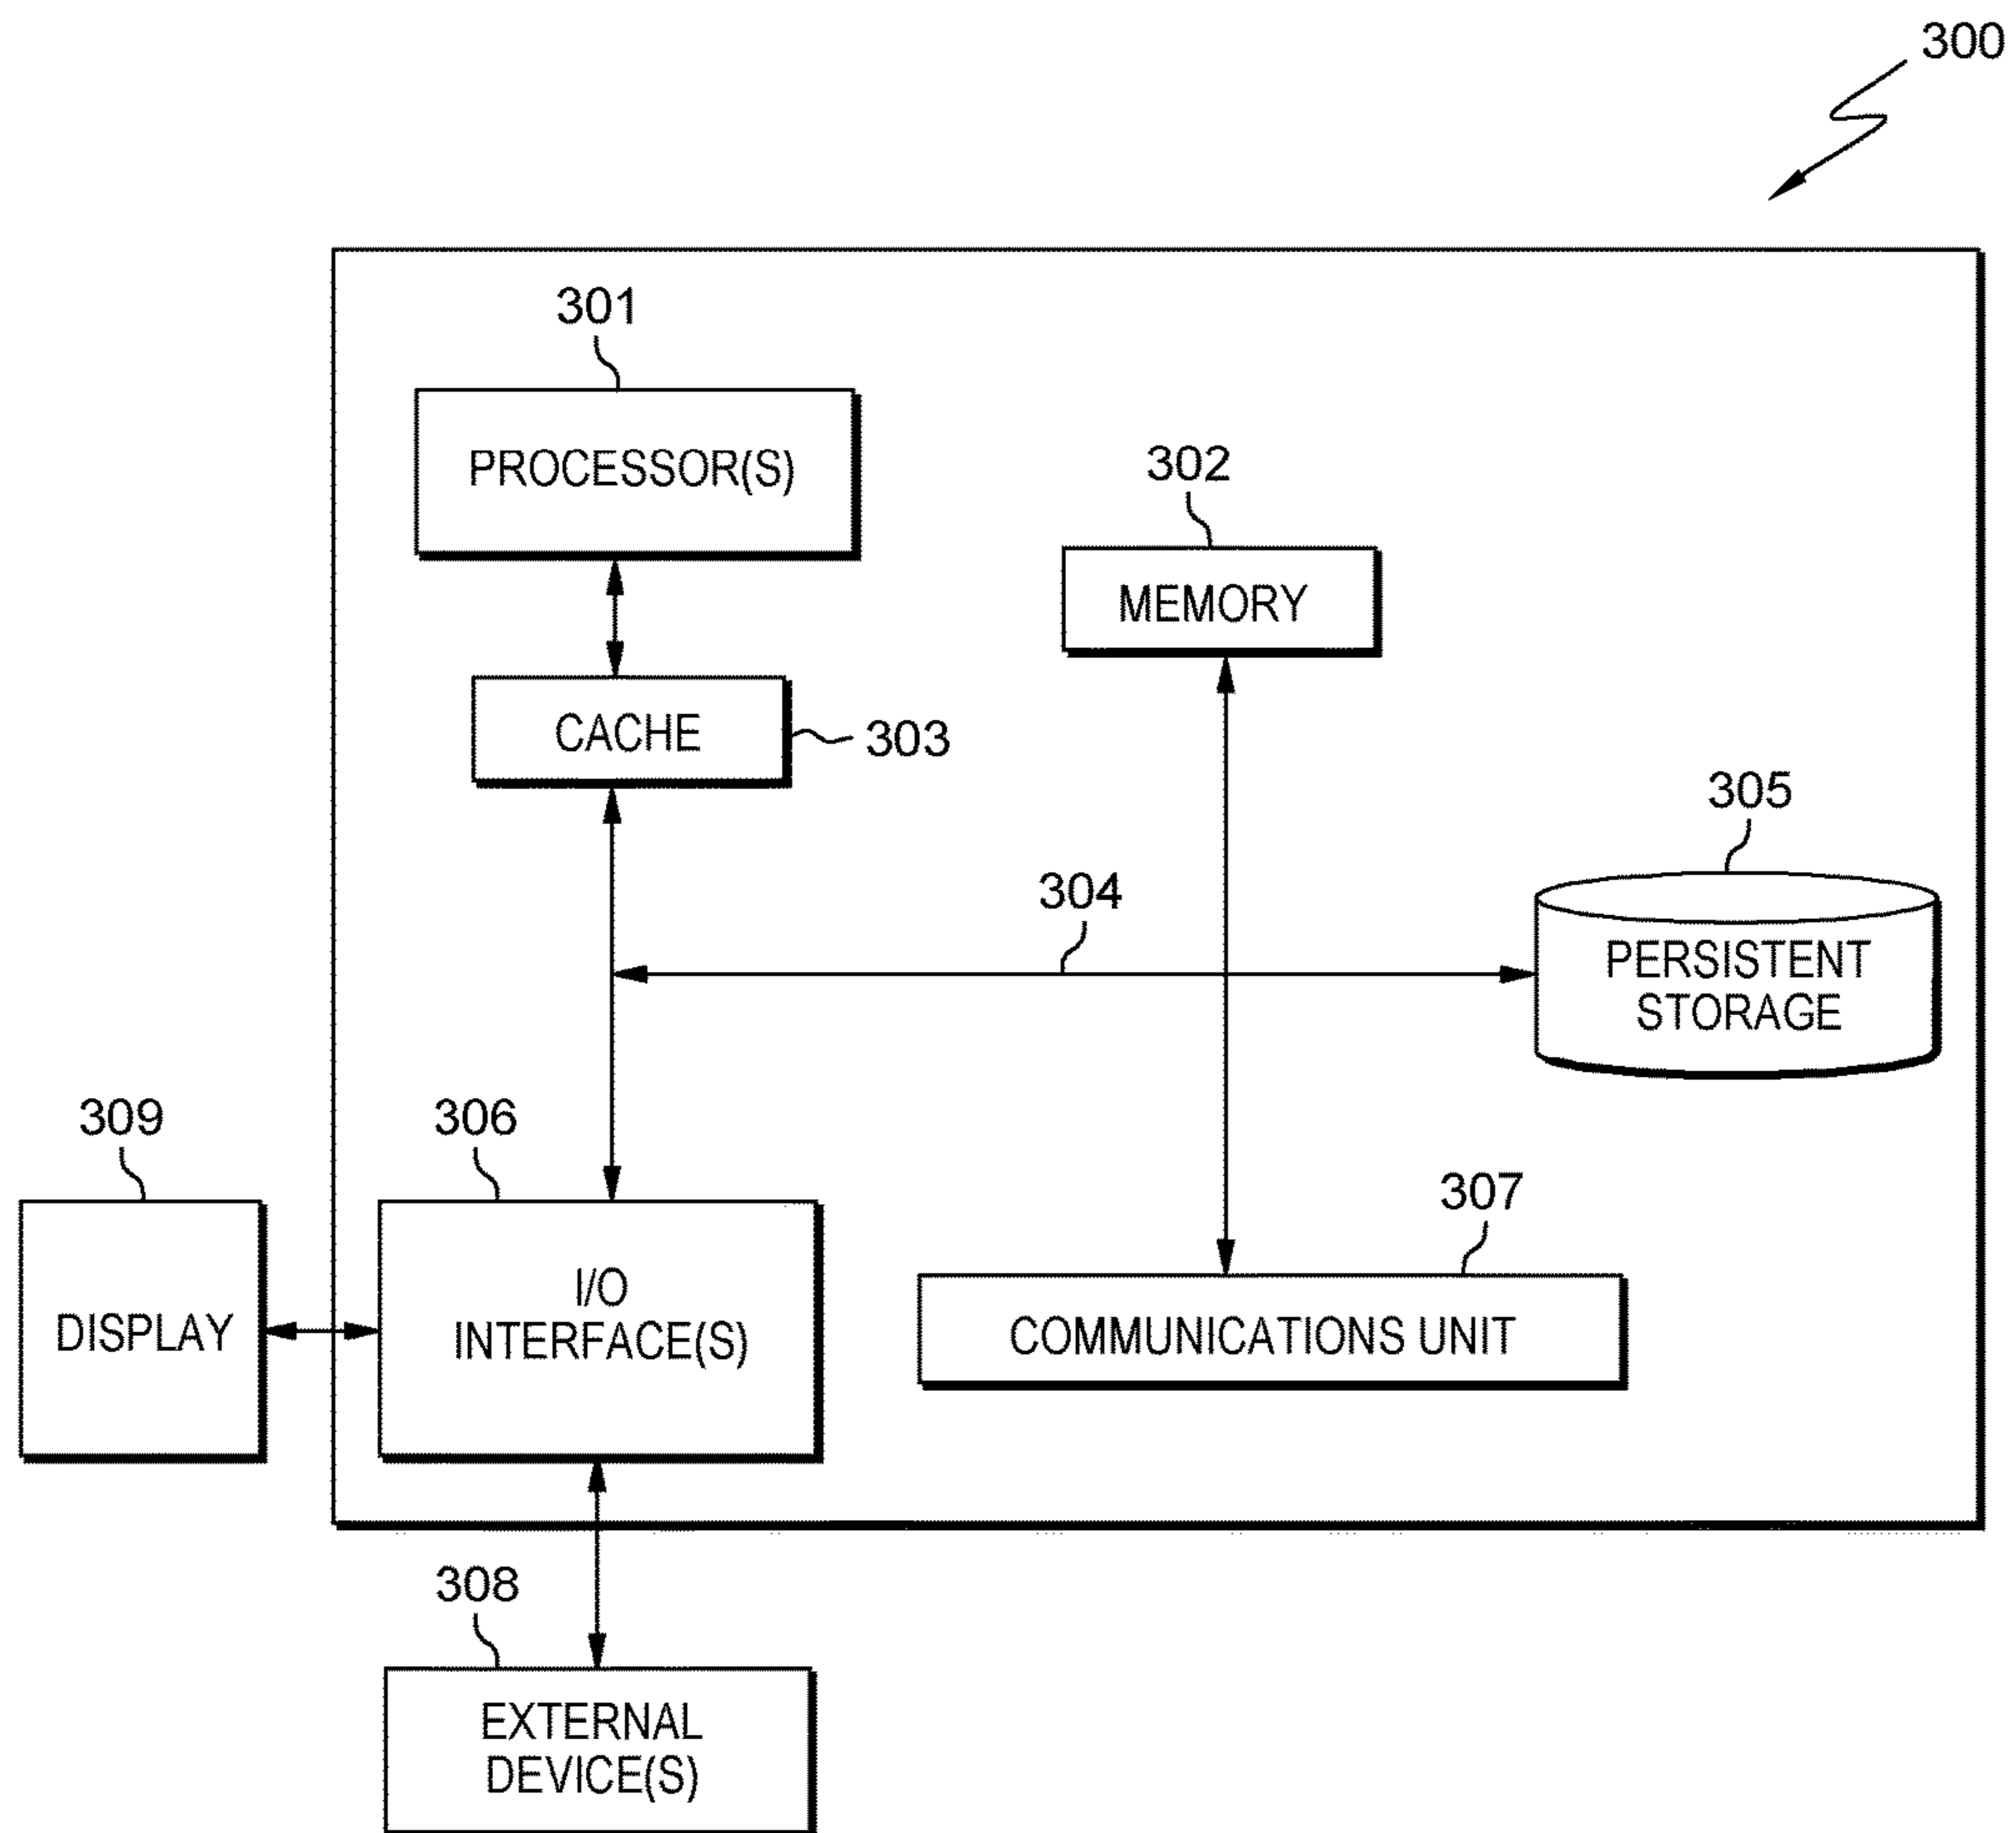 300
301
PROCESSOR(S)
302
MEMORY
CACHE
303
305
304
PERSISTENT
STORAGE
309
306
307
I/O
INTERFACE(S)
DISPLAY
COMMUNICATIONS UNIT
308
EXTERNAL
DEVICE(S)